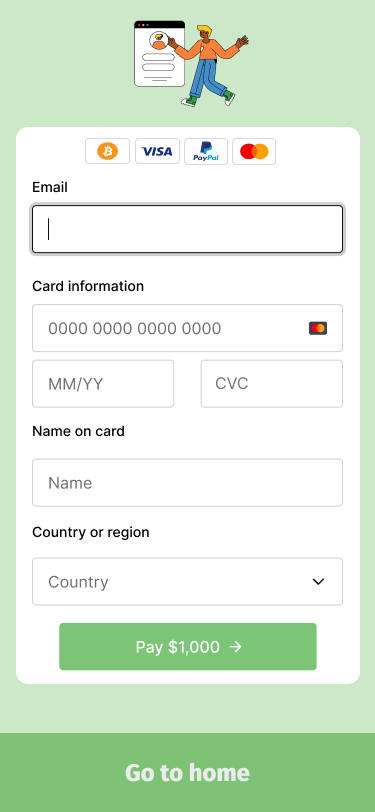 VISA
PayPal
Email
Card information
0000 0000 0000 0000
MM/YY
CVC
Name on card
Name
Country or region
Country
Pay $1,000 →
Go to home